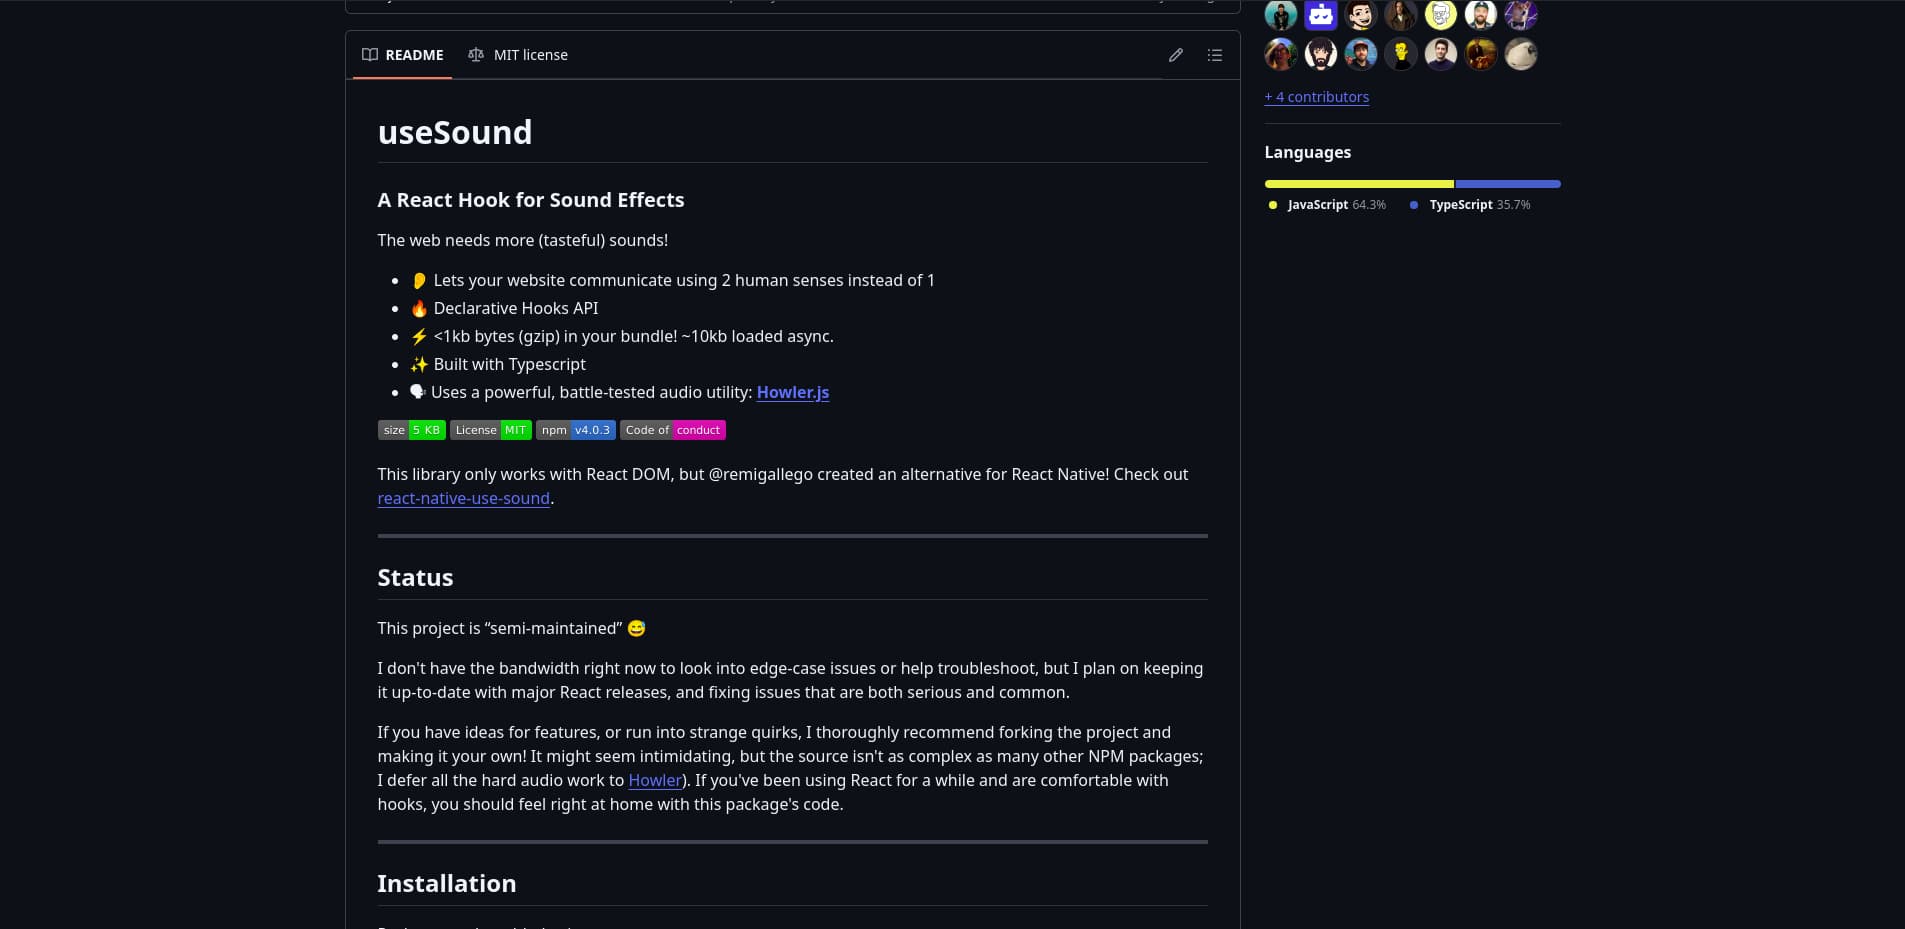 README
MIT license
useSound
A React Hook for Sound Effects
The web needs more (tasteful) sounds!
👂 Lets your website communicate using 2 human senses instead of 1
🔥 Declarative Hooks API
⚡ <1kb bytes (gzip) in your bundle! ~10kb loaded async.
✨ Built with Typescript
🗣 Uses a powerful, battle-tested audio utility: Howler.js
size 5 KB License MIT npm v4.0.3 Code of conduct
This library only works with React DOM, but @remigallego created an alternative for React Native! Check out
react-native-use-sound.
Status
This project is “semi-maintained” 😅
I don't have the bandwidth right now to look into edge-case issues or help troubleshoot, but I plan on keeping
it up-to-date with major React releases, and fixing issues that are both serious and common.
If you have ideas for features, or run into strange quirks, I thoroughly recommend forking the project and
making it your own! It might seem intimidating, but the source isn't as complex as many other NPM packages;
I defer all the hard audio work to Howler). If you've been using React for a while and are comfortable with
hooks, you should feel right at home with this package's code.
Installation
+ 4 contributors
Languages
JavaScript 64.3% TypeScript 35.7%